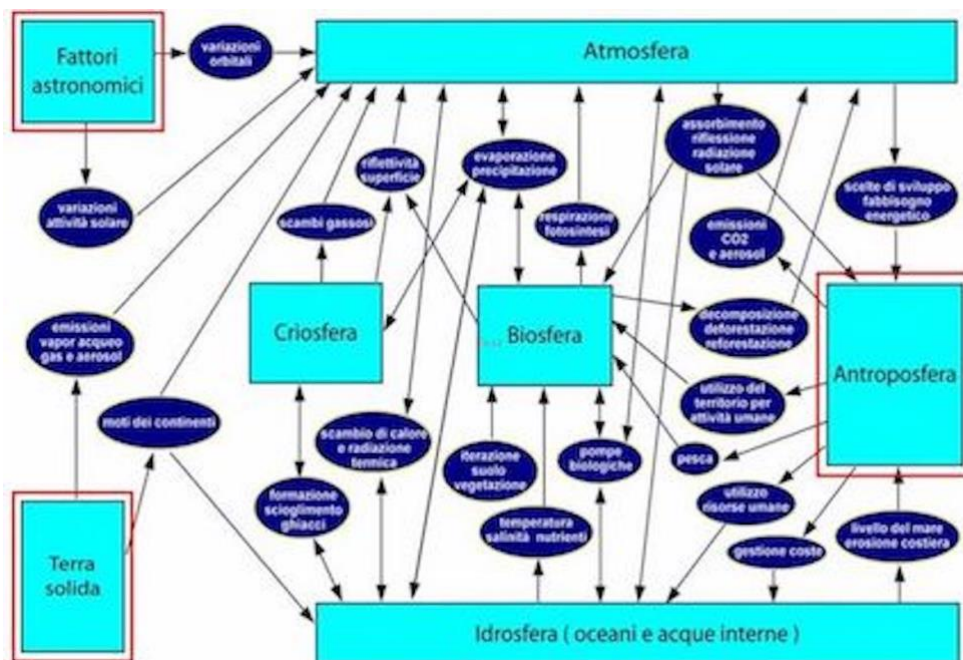 Fattori
astronomici
variazioni
orbitali
Atmosfera
variazioni
attività solare
riflettività
superficie
evaporazione
precipitazione
assorbimento
riflessione
radiazione
solare
scelte di sviluppo
fabbisogno
energetico
scambi gassosi
respirazione
fotosintesi
emissioni
CO2
e aerosol
emissioni
vapor acqueo
gas e aerosol
Criosfera
Biosfera
decomposizione
deforestazione
reforestazione
Antroposfera
moti dei continenti
scambio di calore
e radiazione
termica
iterazione
suolo
vegetazione
pompe
biologiche
utilizzo del
territorio per
attività umane
pesca
formazione
scioglimento
ghiacci
temperatura
salinità nutrienti
utilizzo
risorse umane
gestione coste
livello del mare
erosione costiera
Terra
solida
Idrosfera ( oceani e acque interne )